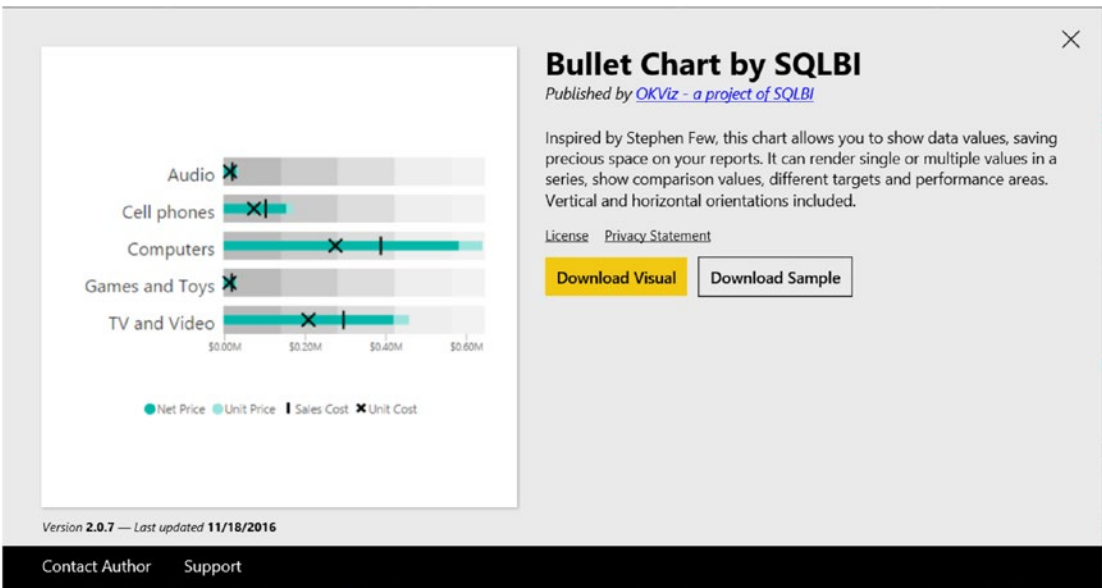 Bullet Chart by SQLBI
Published by OKViz - a project of SQLBI
Inspired by Stephen Few, this chart allows you to show data values, saving
precious space on your reports. It can render single or multiple values in a
series, show comparison values, different targets and performance areas.
Vertical and horizontal orientations included.
License Privacy Statement
Download Visual Download Sample
Audio
Cell phones
Computers
Games and Toys
TV and Video
$0.00M $0.20M $0.40M $0.60M
Net Price Unit Price Sales Cost Unit Cost
Version 2.0.7 — Last updated 11/18/2016
Contact Author Support